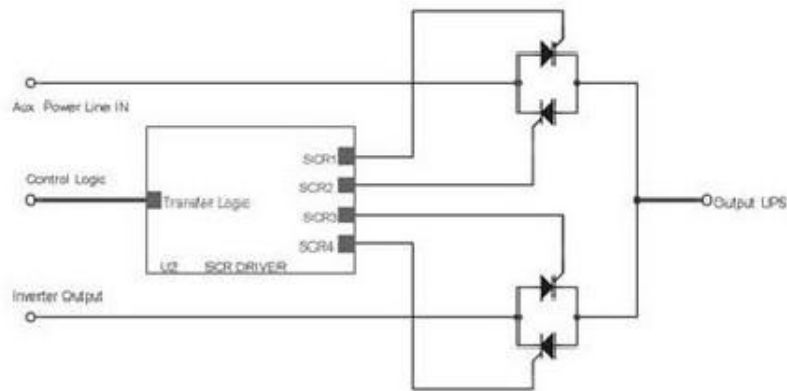 Aux Power Line IN
SCR1
Control Logic
SCR2
Transfer Logic
Output UPS
SCR3
SCR4
U2 SCR DRIVER
Inverter Output